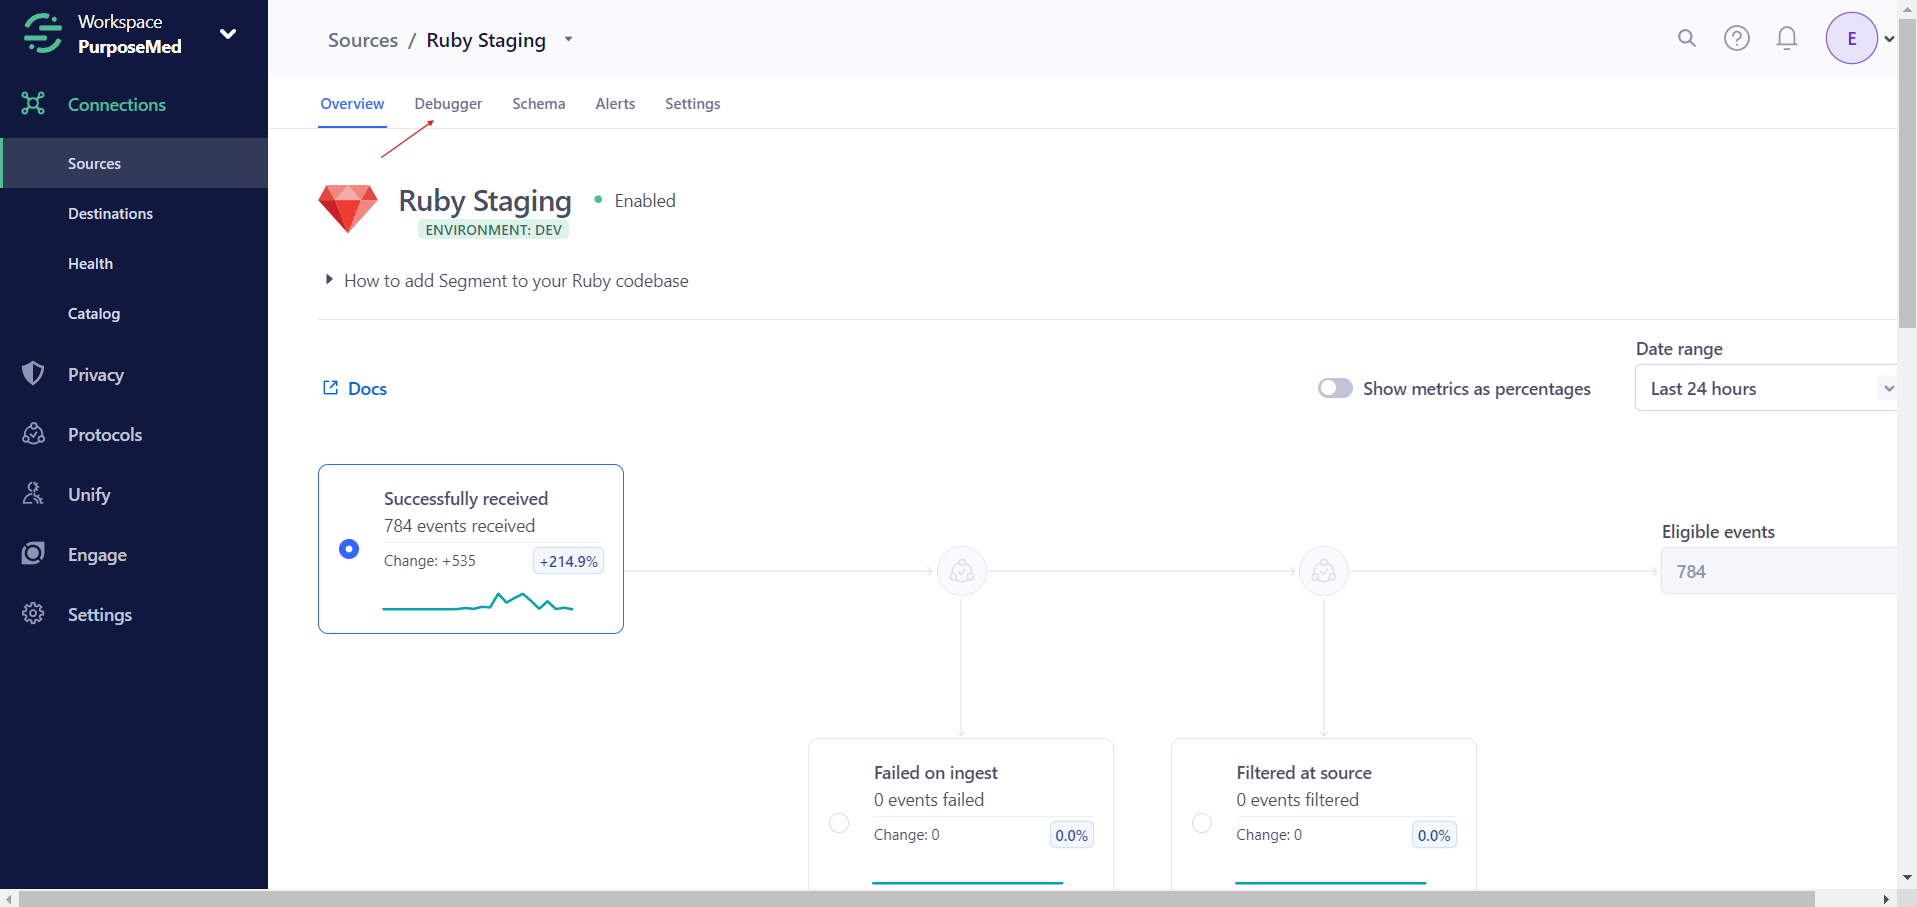 Workspace
PurposeMed
Connections
Sources
Destinations
Health
Catalog
Privacy
Protocols
Unify
Engage
Settings
Sources / Ruby Staging
E
Overview Debugger Schema Alerts Settings
Ruby Staging Enabled
ENVIRONMENT: DEV
How to add Segment to your Ruby codebase
Docs
Show metrics as percentages
Date range
Last 24 hours
Successfully received
784 events received
Change: +535 +214.9%
Eligible events
784
Failed on ingest
0 events failed
Change: 0 0.0%
Filtered at source
0 events filtered
Change: 0 0.0%